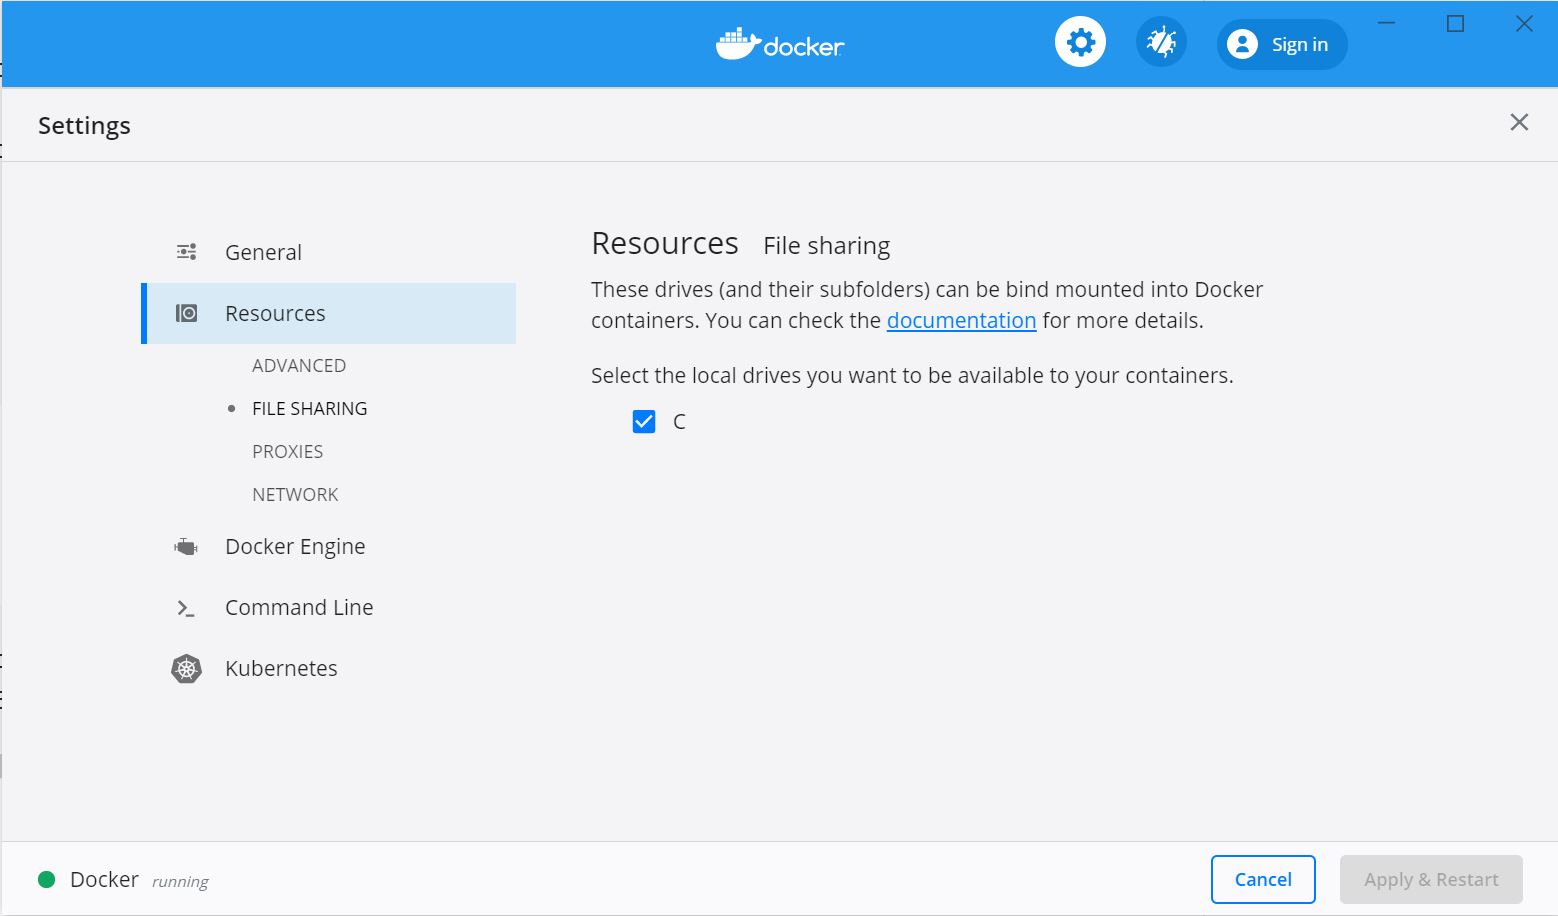 docker
Sign in
Settings
General
Resources
ADVANCED
FILE SHARING
PROXIES
NETWORK
Docker Engine
Command Line
Kubernetes
Resources File sharing
These drives (and their subfolders) can be bind mounted into Docker
containers. You can check the documentation for more details.
Select the local drives you want to be available to your containers.
C
Docker running
Cancel
Apply & Restart